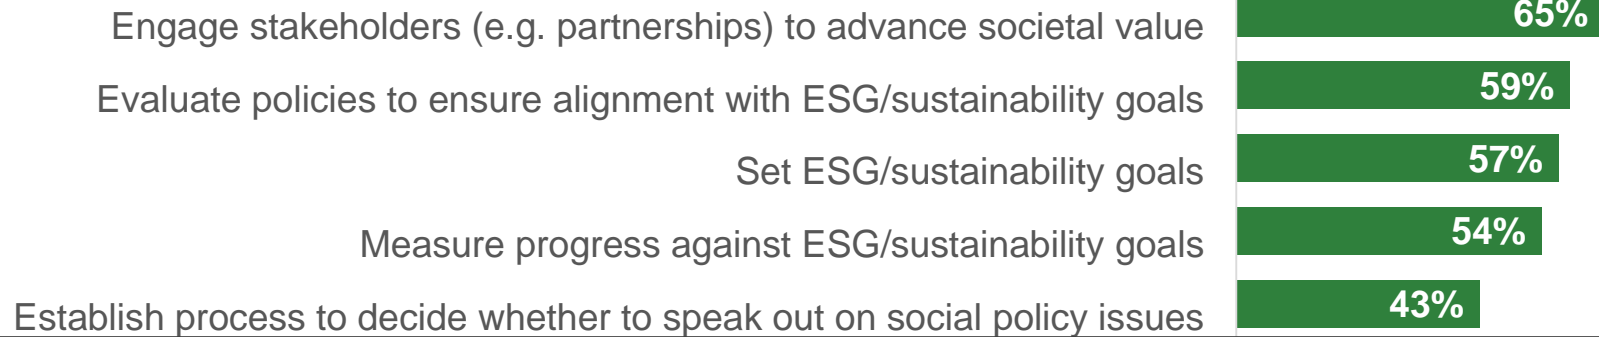 Engage stakeholders (e.g. partnerships) to advance societal value 65%
Evaluate policies to ensure alignment with ESG/sustainability goals 59%
Set ESG/sustainability goals 57%
Measure progress against ESG/sustainability goals 54%
Establish process to decide whether to speak out on social policy issues 43%